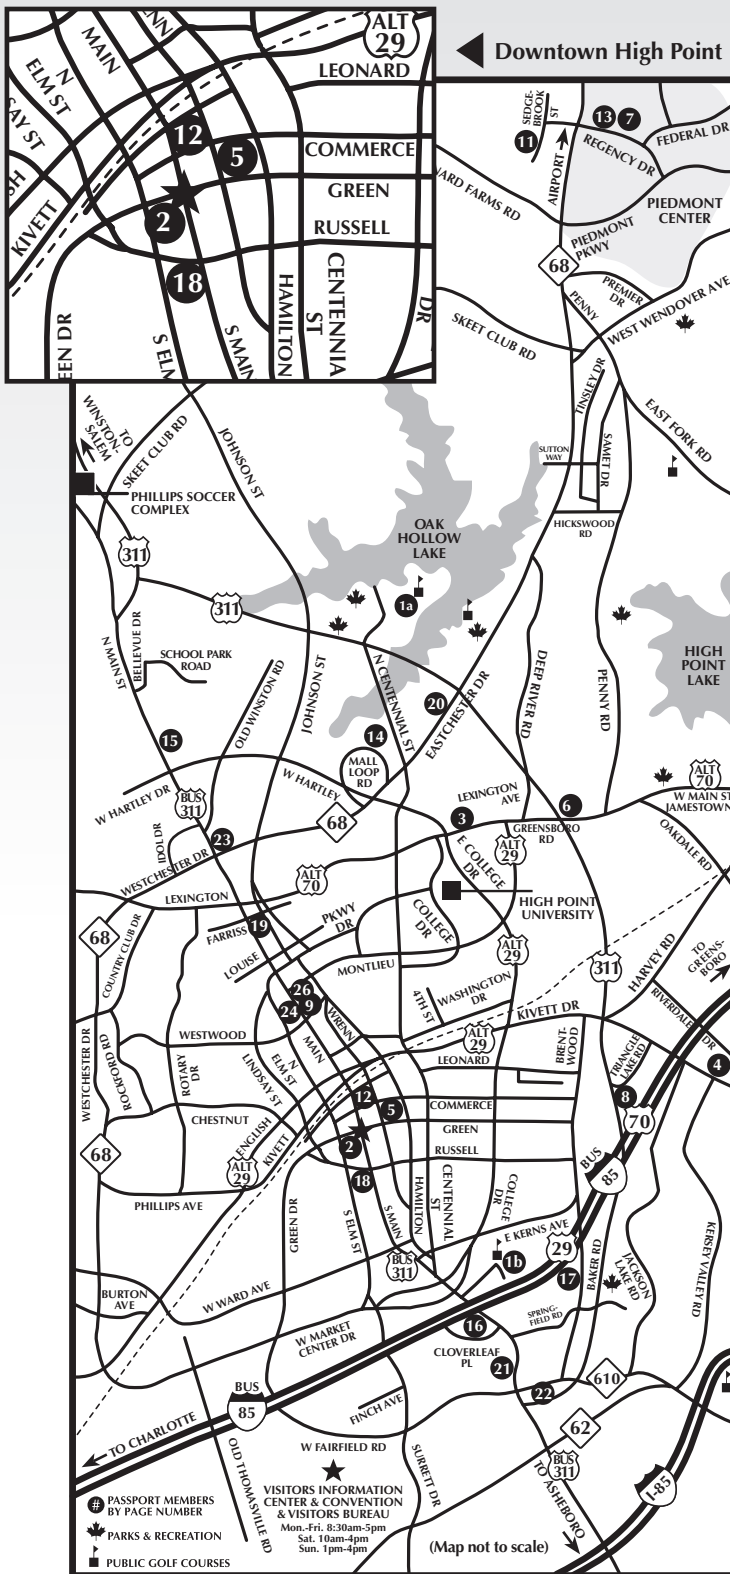 Downtown High Point
ENN
ALT
29
MAIN
N
ELM ST
LEONARD
SAY ST
12
5
COMMERCE
GREEN
RUSSELL
2
KIVETT
SH
18
HAMILTON
CENTENNIA
ST
DR
EEN DR
S ELM
S MAIN
SEDGE-
BROOK
ST
11
13
7
AIRPORT
REGENCY DR
FEDERAL DR
NARD FARMS RD
PIEDMONT
CENTER
PIEDMONT
PKWY
68
PENNY
PREMIER
DR
WEST WENDOVER AVE
SKEET CLUB RD
TINSLEY DR
EAST FORK RD
SUTTON
WAY
SAMET DR
HICKSWOOD
RD
TO
WINSTON-
SALEM
SKEET CLUB RD
JOHNSON ST
PHILLIPS SOCCER
COMPLEX
311
311
OAK
HOLLOW
LAKE
1a
BELLEVUE DR
N MAIN ST
SCHOOL PARK
ROAD
OLD WINSTON RD
JOHNSON ST
N CENTENNIAL ST
EASTCHESTER DR
DEEP RIVER RD
PENNY RD
HIGH
POINT
LAKE
20
15
14
MALL
LOOP
RD
W HARTLEY DR
BUS
311
W HARTLEY
68
LEXINGTON
AVE
6
3
GREENSBORO
RD
ALT
70
W MAIN ST
JAMESTOWN
OAKDALE RD
IDOL DR
23
WESTCHESTER DR
E COLLEGE
DR
ALT
29
LEXINGTON
ALT
70
HIGH POINT
UNIVERSITY
68
COUNTRY CLUB DR
FARRISS
19
PKWY
DR
COLLEGE
DR
LOUISE
MONTLIEU
ALT
29
311
HARVEY RD
TO
GREENS-
BORO
26
24
9
WRENN
4TH ST
WASHINGTON
DR
KIVETT DR
RIVERDALE DR
WESTCHESTER DR
ROCKFORD RD
WESTWOOD
ROTARY
DR
LINDSAY ST
N
ELM ST
MAIN
ALT
29
LEONARD
BRENT-
WOOD
TRIANGLE
LAKE RD
4
12
5
COMMERCE
8
70
CHESTNUT
ENGLISH
KIVETT
GREEN
2
RUSSELL
68
ALT
29
18
BUS
85
PHILLIPS AVE
GREEN DR
S ELM ST
S MAIN
HAMILTON
CENTENNIAL
ST
COLLEGE
DR
E KERNS AVE
29
BUS
311
1b
17
BAKER RD
JACKSON
LAKE RD
KERSEY VALLEY RD
BURTON
AVE
W WARD AVE
W MARKET
CENTER DR
16
SPRING-
FIELD RD
CLOVERLEAF
PL
21
22
610
BUS
85
FINCH AVE
62
TO CHARLOTTE
OLD THOMASVILLE RD
W FAIRFIELD RD
SURRETT DR
BUS
311
TO ASHEBORO
I-85
VISITORS INFORMATION
CENTER & CONVENTION
& VISITORS BUREAU
Mon.-Fri. 8:30am-5pm
Sat. 10am-4pm
Sun. 1pm-4pm
(Map not to scale)
# PASSPORT MEMBERS
BY PAGE NUMBER
PARKS & RECREATION
PUBLIC GOLF COURSES